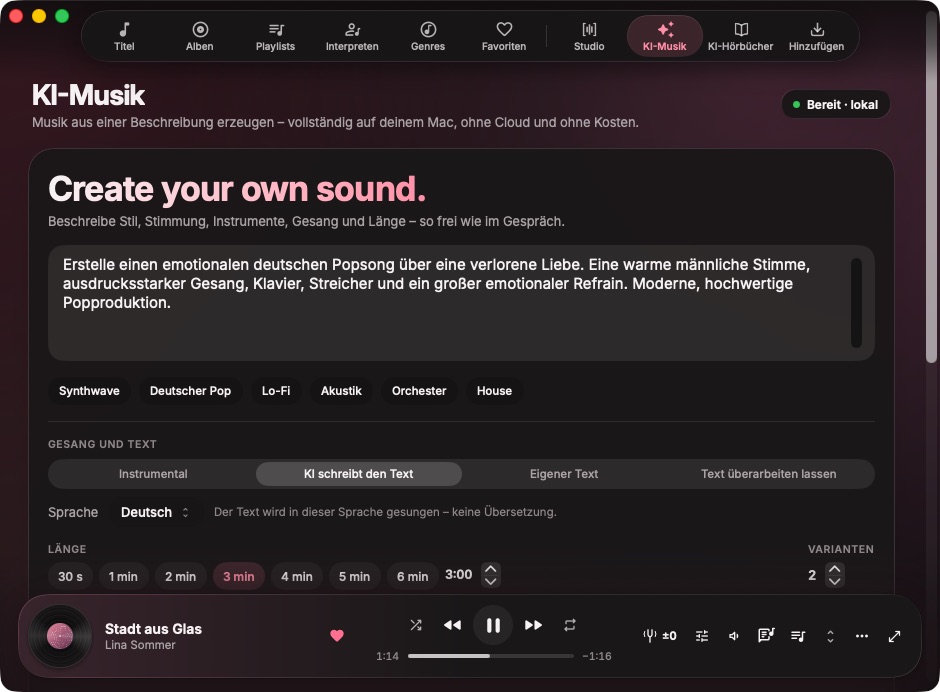 Titel
Alben
Playlists
Interpreten
Genres
Favoriten
Studio
KI-Musik
KI-Hörbücher
Hinzufügen
KI-Musik
Musik aus einer Beschreibung erzeugen – vollständig auf deinem Mac, ohne Cloud und ohne Kosten.
Bereit · lokal
Create your own sound.
Beschreibe Stil, Stimmung, Instrumente, Gesang und Länge – so frei wie im Gespräch.
Erstelle einen emotionalen deutschen Popsong über eine verlorene Liebe. Eine warme männliche Stimme,
ausdrucksstarker Gesang, Klavier, Streicher und ein großer emotionaler Refrain. Moderne, hochwertige
Popproduktion.
Synthwave
Deutscher Pop
Lo-Fi
Akustik
Orchester
House
GESANG UND TEXT
Instrumental
KI schreibt den Text
Eigener Text
Text überarbeiten lassen
Sprache
Deutsch
Der Text wird in dieser Sprache gesungen – keine Übersetzung.
LÄNGE
VARIANTEN
30 s
1 min
2 min
3 min
4 min
5 min
6 min
3:00
2
Stadt aus Glas
Lina Sommer
1:14
−1:16
±0